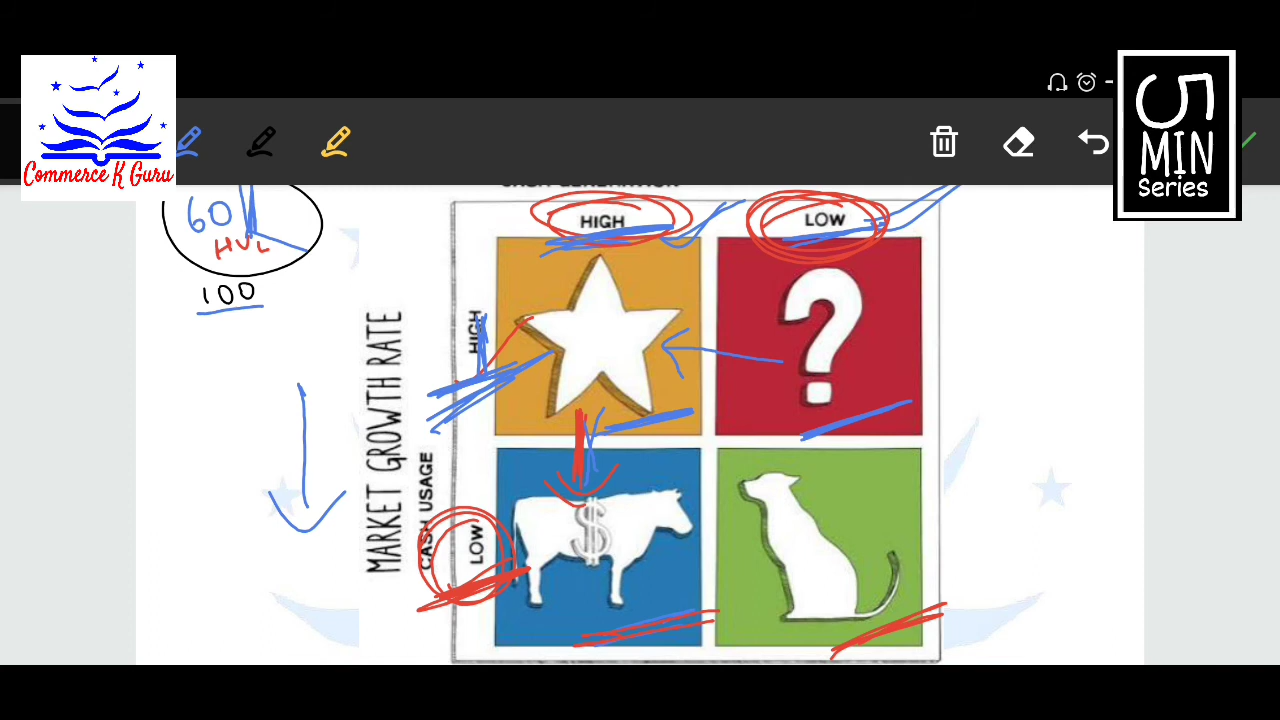 5
MIN
Series
Commerce K Guru
HIGH
LOW
60
HUL
100
MARKET GROWTH RATE
CASH USAGE
HIGH
LOW
$
?